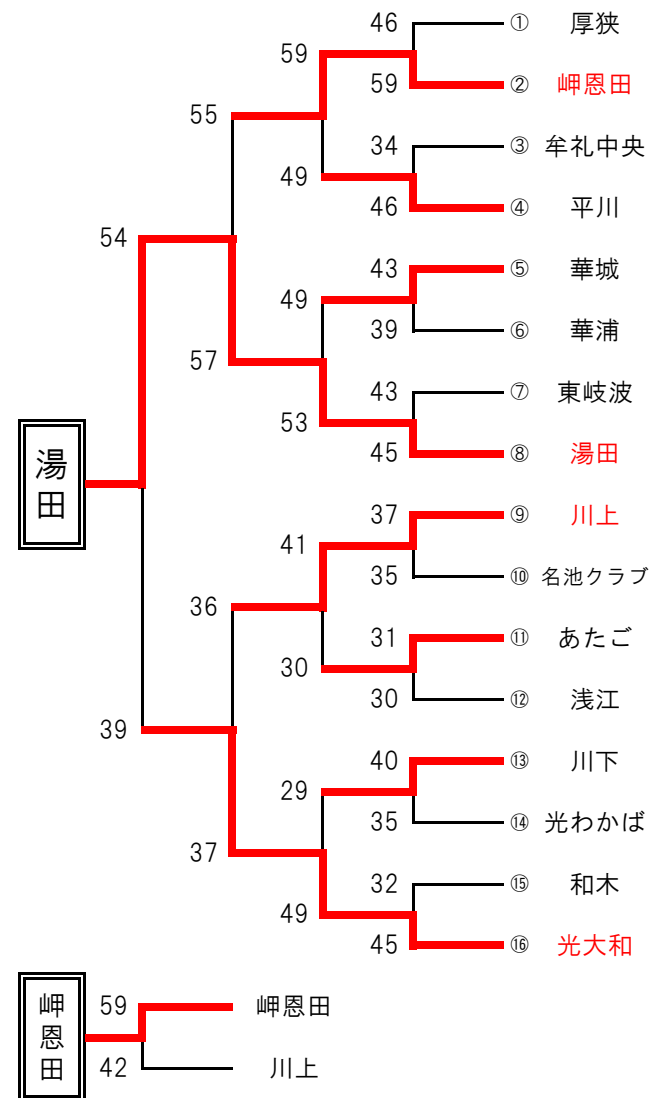 46 ① 厚狭
59
59 ② 岬恩田
55
34 ③ 牟礼中央
49
46 ④ 平川
54
43 ⑤ 華城
49
39 ⑥ 華浦
57
43 ⑦ 東岐波
53
45 ⑧ 湯田
湯田
37 ⑨ 川上
41
35 ⑩ 名池クラブ
36
31 ⑪ あたご
30
30 ⑫ 浅江
39
40 ⑬ 川下
29
35 ⑭ 光わかば
37
32 ⑮ 和木
49
45 ⑯ 光大和
岬恩田
59 岬恩田
42 川上